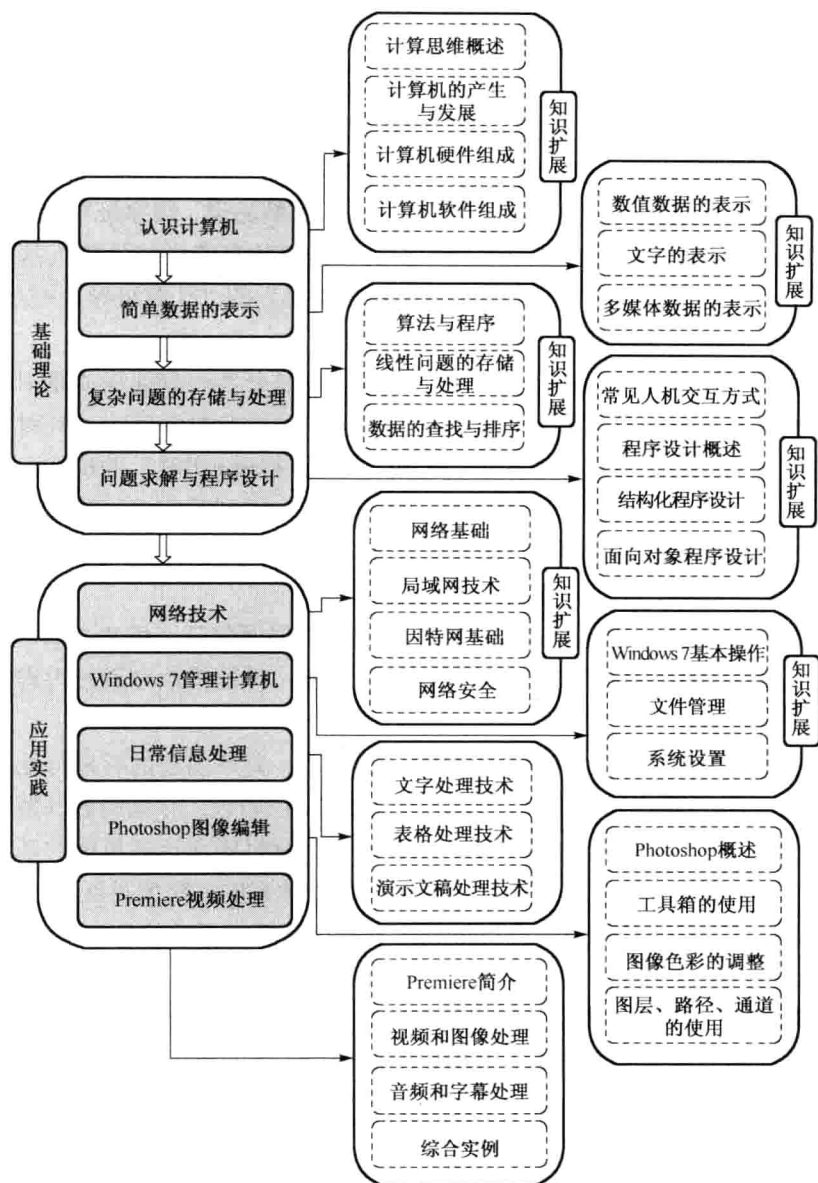 基础理论
认识计算机
简单数据的表示
复杂问题的存储与处理
问题求解与程序设计
计算思维概述
计算机的产生
与发展
计算机硬件组成
计算机软件组成
知识扩展
数值数据的表示
文字的表示
多媒体数据的表示
知识扩展
算法与程序
线性问题的存储
与处理
数据的查找与排序
知识扩展
常见人机交互方式
程序设计概述
结构化程序设计
面向对象程序设计
知识扩展
应用实践
网络技术
Windows 7管理计算机
日常信息处理
Photoshop图像编辑
Premiere视频处理
网络基础
局域网技术
因特网基础
网络安全
知识扩展
Windows 7基本操作
文件管理
系统设置
知识扩展
文字处理技术
表格处理技术
演示文稿处理技术
Photoshop概述
工具箱的使用
图像色彩的调整
图层、路径、通道
的使用
Premiere简介
视频和图像处理
音频和字幕处理
综合实例